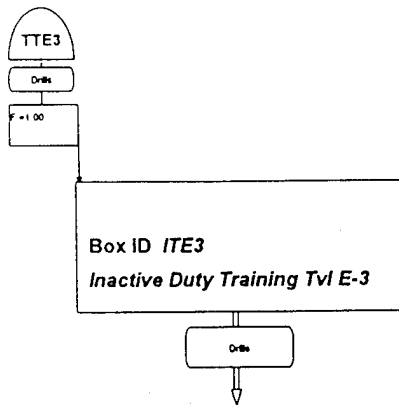 TTE3
Drills
F =1.00
Box ID ITE3
Inactive Duty Training Tvl E-3
Drills